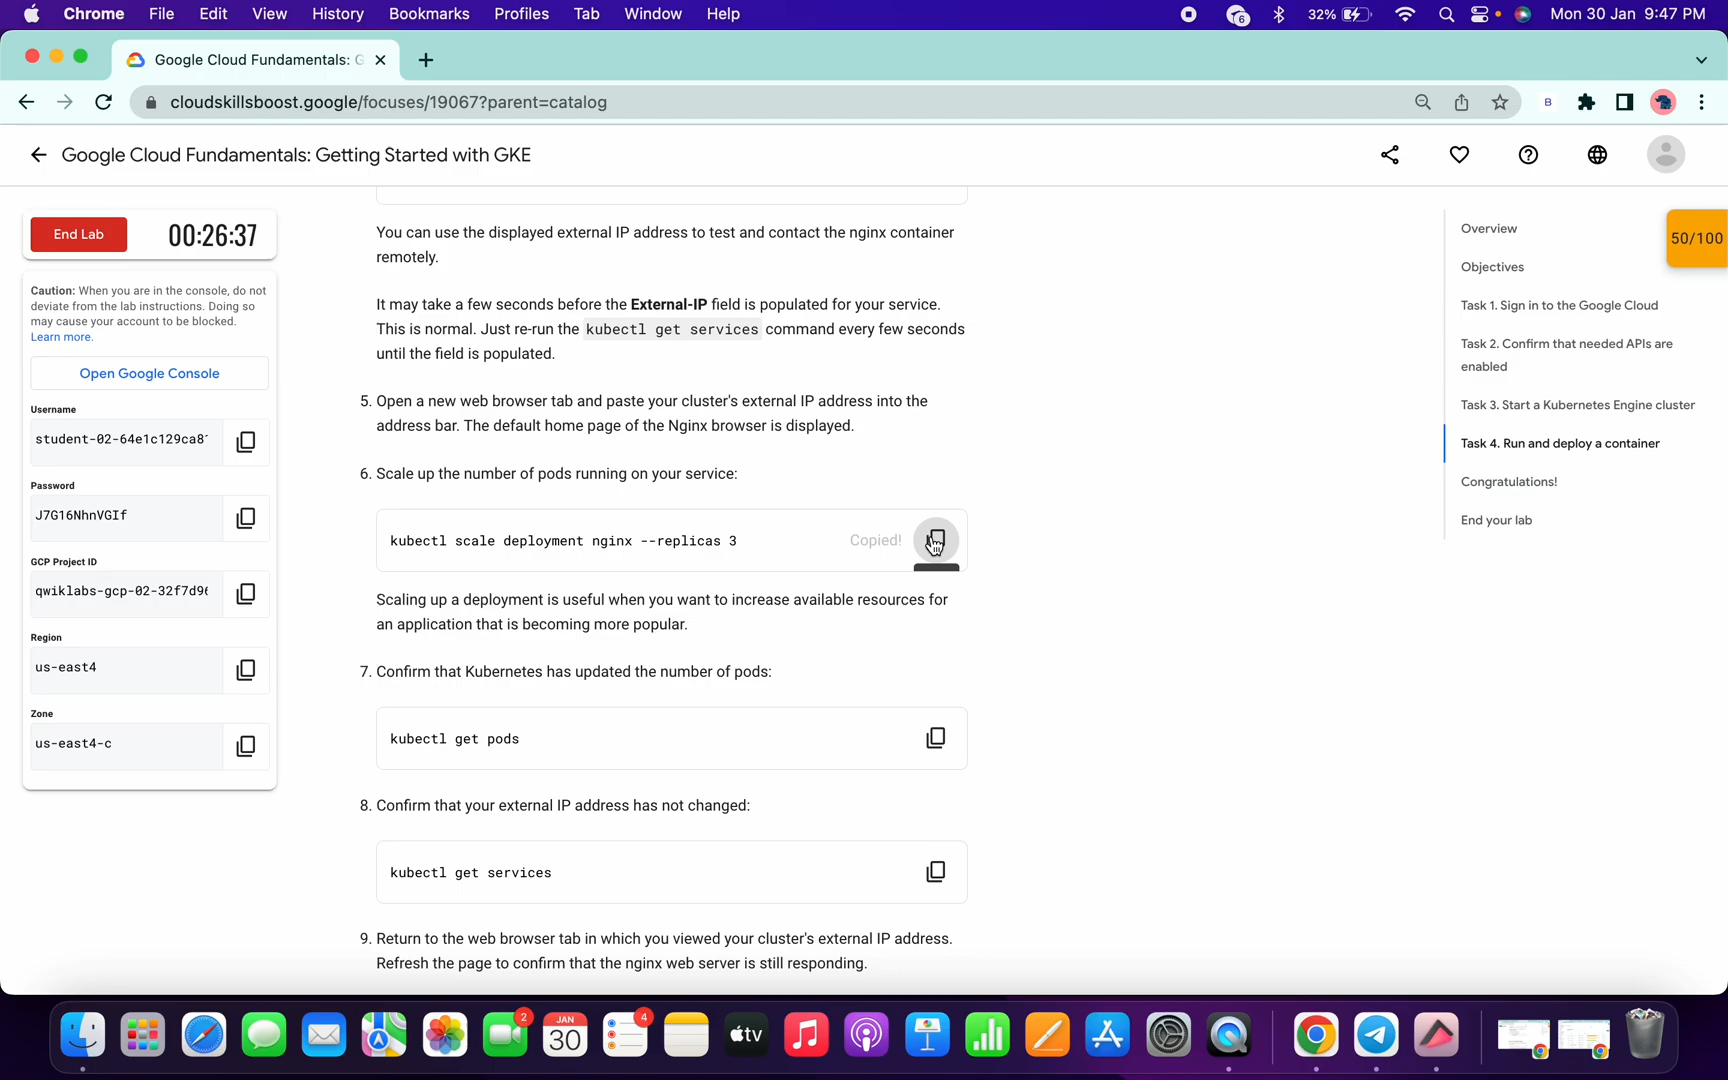 Chrome File Edit View History Bookmarks Profiles Tab Window Help
6 32% Mon 30 Jan 9:47 PM
Google Cloud Fundamentals: G
cloudskillsboost.google/focuses/19067?parent=catalog
B
Google Cloud Fundamentals: Getting Started with GKE
End Lab 00:26:37
Caution: When you are in the console, do not
deviate from the lab instructions. Doing so
may cause your account to be blocked.
Learn more.
Open Google Console
Username
student-02-64e1c129ca8
Password
J7G16NhnVGIf
GCP Project ID
qwiklabs-gcp-02-32f7d9
Region
us-east4
Zone
us-east4-c
You can use the displayed external IP address to test and contact the nginx container
remotely.
It may take a few seconds before the External-IP field is populated for your service.
This is normal. Just re-run the kubectl get services command every few seconds
until the field is populated.
5. Open a new web browser tab and paste your cluster's external IP address into the
address bar. The default home page of the Nginx browser is displayed.
6. Scale up the number of pods running on your service:
kubectl scale deployment nginx --replicas 3 Copied!
Scaling up a deployment is useful when you want to increase available resources for
an application that is becoming more popular.
7. Confirm that Kubernetes has updated the number of pods:
kubectl get pods
8. Confirm that your external IP address has not changed:
kubectl get services
9. Return to the web browser tab in which you viewed your cluster's external IP address.
Refresh the page to confirm that the nginx web server is still responding.
Overview
Objectives
Task 1. Sign in to the Google Cloud
Task 2. Confirm that needed APIs are
enabled
Task 3. Start a Kubernetes Engine cluster
Task 4. Run and deploy a container
Congratulations!
End your lab
50/100
2 JAN 30 4 tv